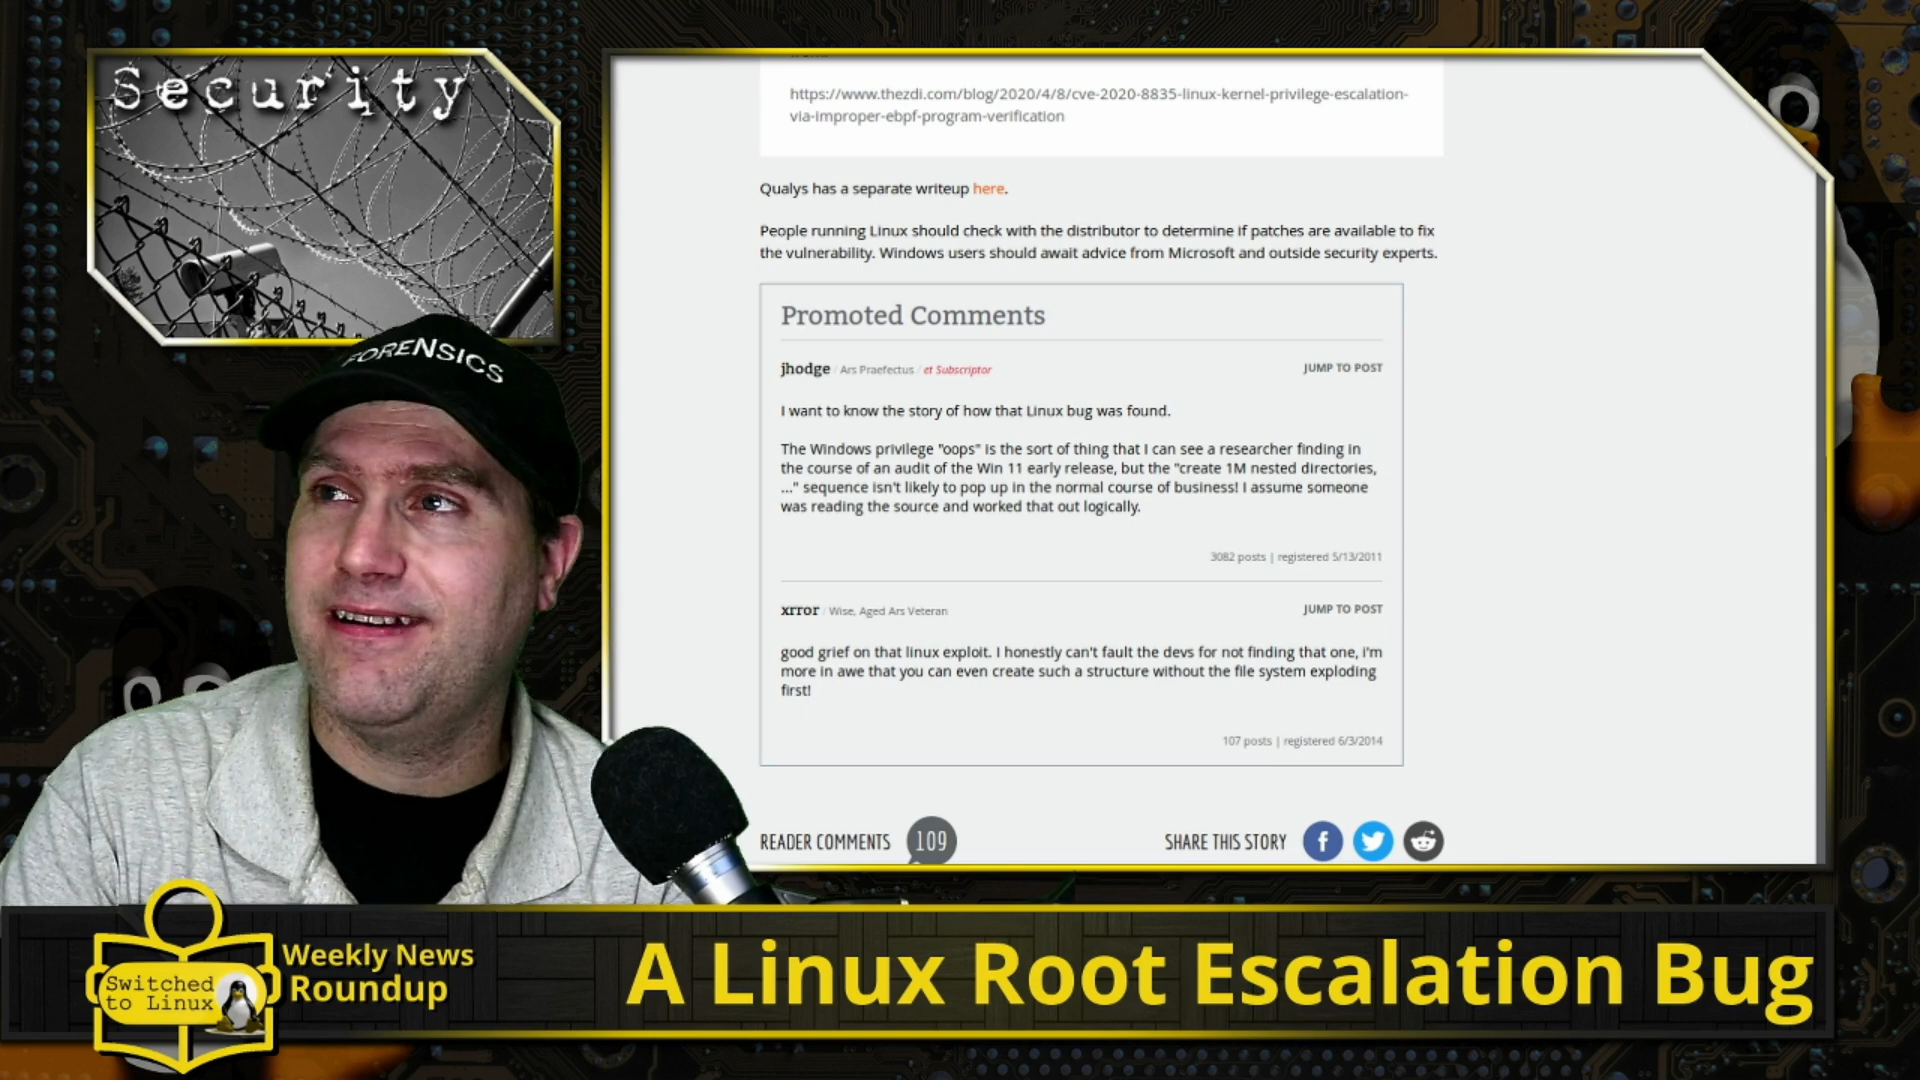 Security
https://www.thezdi.com/blog/2020/4/8/cve-2020-8835-linux-kernel-privilege-escalation-
via-improper-ebpf-program-verification
Qualys has a separate writeup here.
People running Linux should check with the distributor to determine if patches are available to fix
the vulnerability. Windows users should await advice from Microsoft and outside security experts.
Promoted Comments
jhodge / Ars Praefectus / et Subscriptor JUMP TO POST
I want to know the story of how that Linux bug was found.
The Windows privilege "oops" is the sort of thing that I can see a researcher finding in
the course of an audit of the Win 11 early release, but the "create 1M nested directories,
..." sequence isn't likely to pop up in the normal course of business! I assume someone
was reading the source and worked that out logically.
3082 posts | registered 5/13/2011
xrror / Wise, Aged Ars Veteran JUMP TO POST
good grief on that linux exploit. I honestly can't fault the devs for not finding that one, i'm
more in awe that you can even create such a structure without the file system exploding
first!
107 posts | registered 6/3/2014
READER COMMENTS 109 SHARE THIS STORY
FORENSICS
Switched
to Linux
Weekly News
Roundup
A Linux Root Escalation Bug